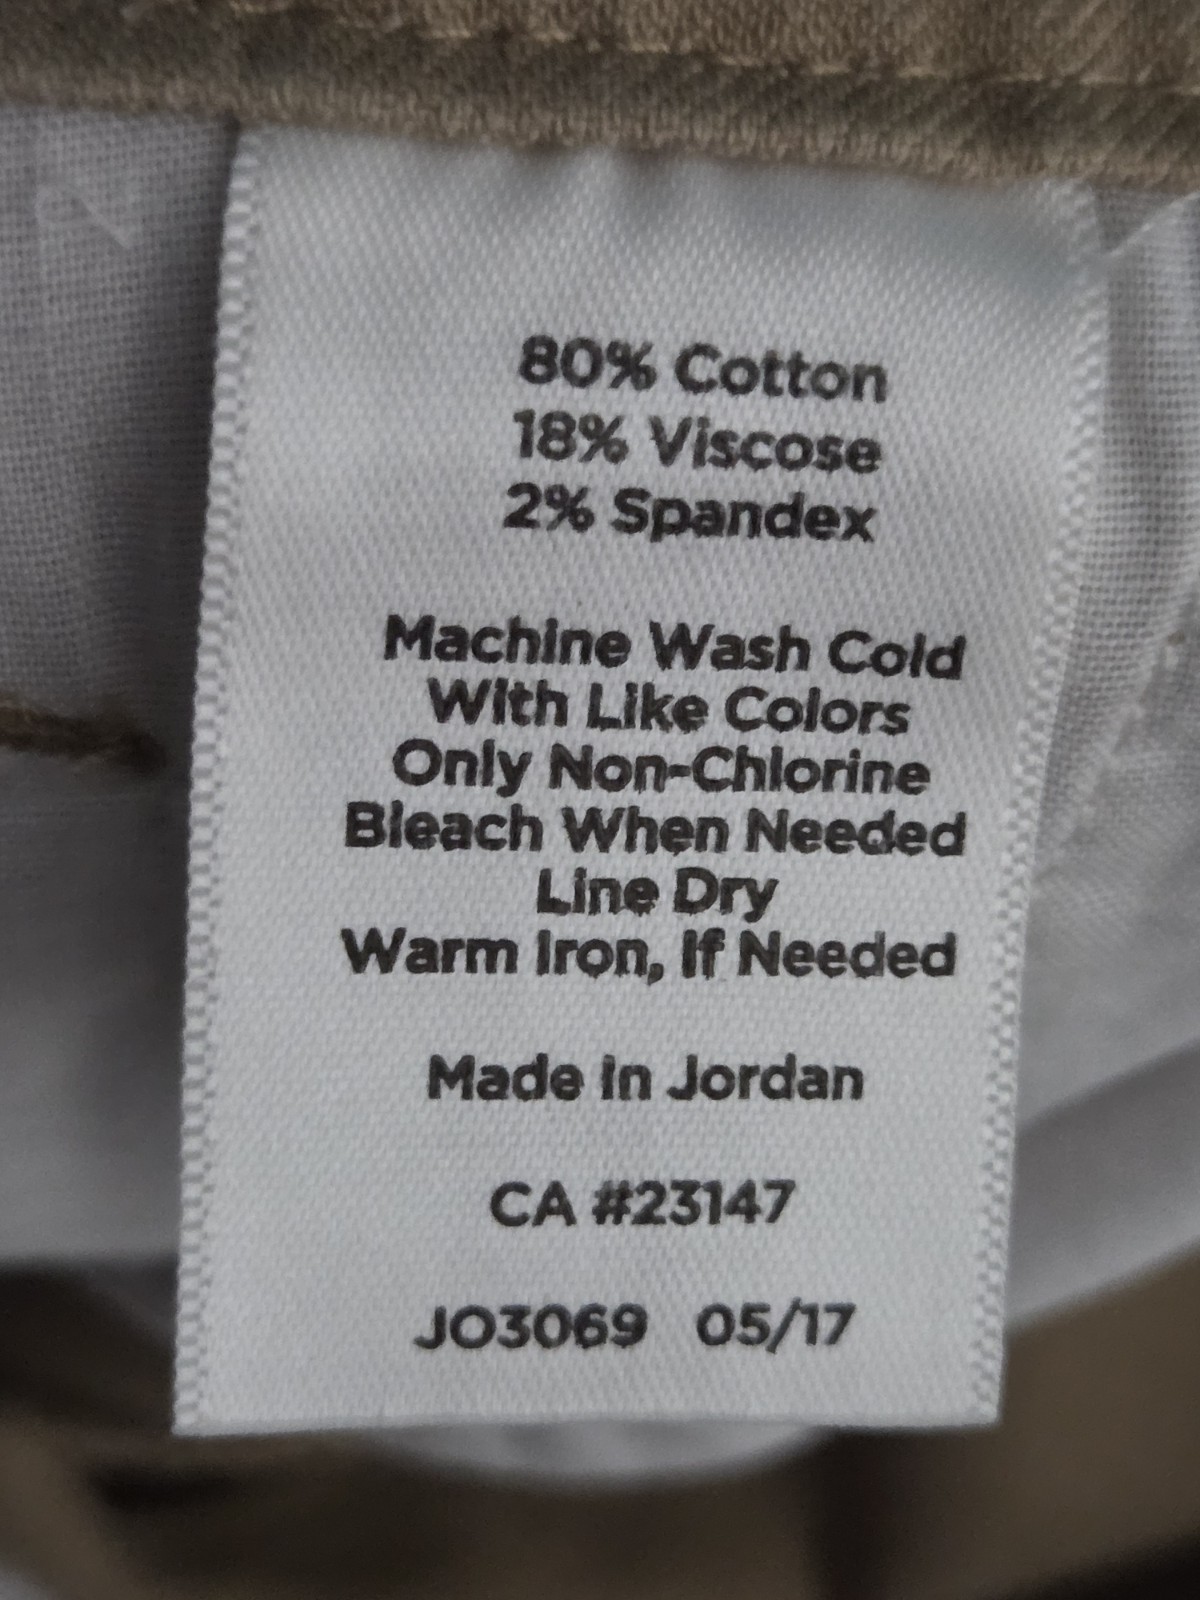 80% Cotton
18% Viscose
2% Spandex
Machine Wash Cold
With Like Colors
Only Non-Chlorine
Bleach When Needed
Line Dry
Warm Iron, If Needed
Made in Jordan
CA #23147
JO3069 05/17